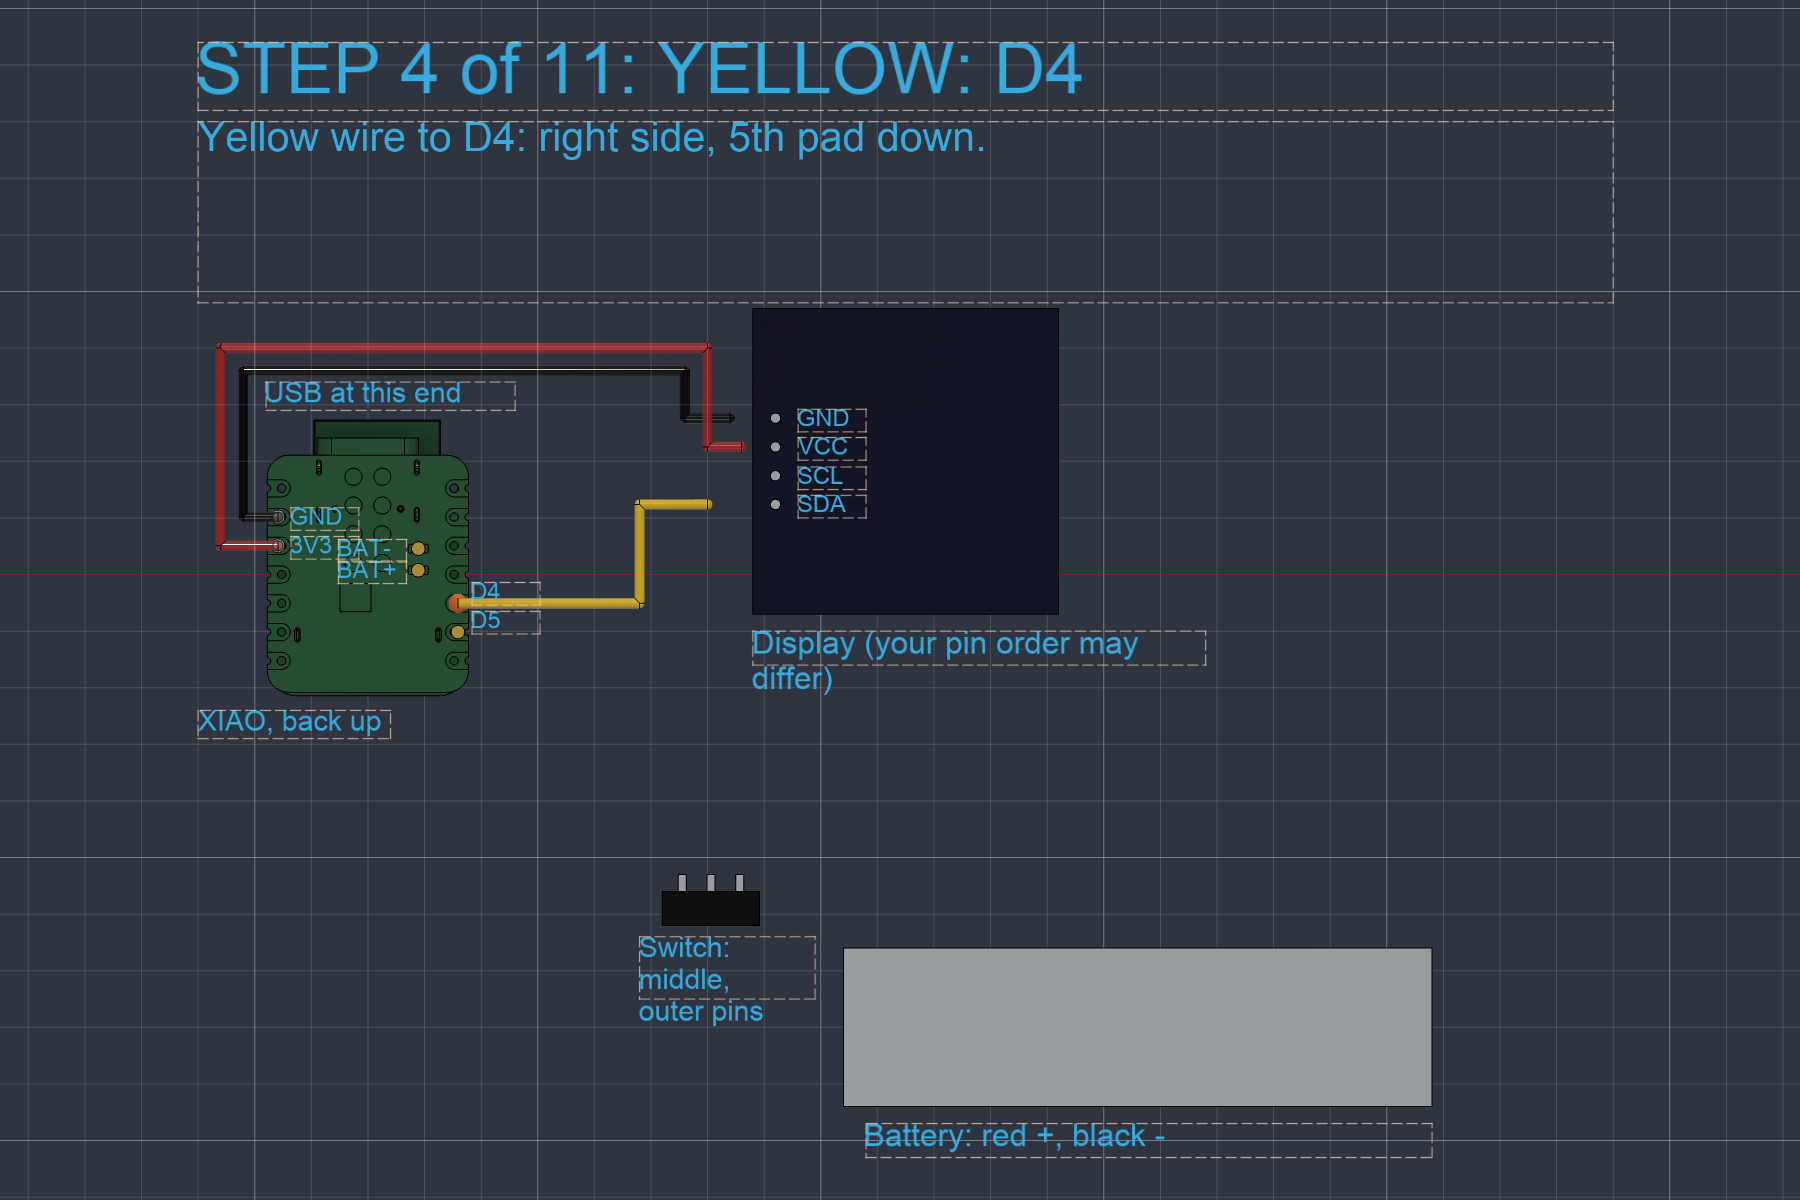 STEP 4 of 11: YELLOW: D4
Yellow wire to D4: right side, 5th pad down.
USB at this end
GND
3V3
BAT-
BAT+
D4
D5
XIAO, back up
GND
VCC
SCL
SDA
Display (your pin order may
differ)
Switch:
middle,
outer pins
Battery: red +, black -